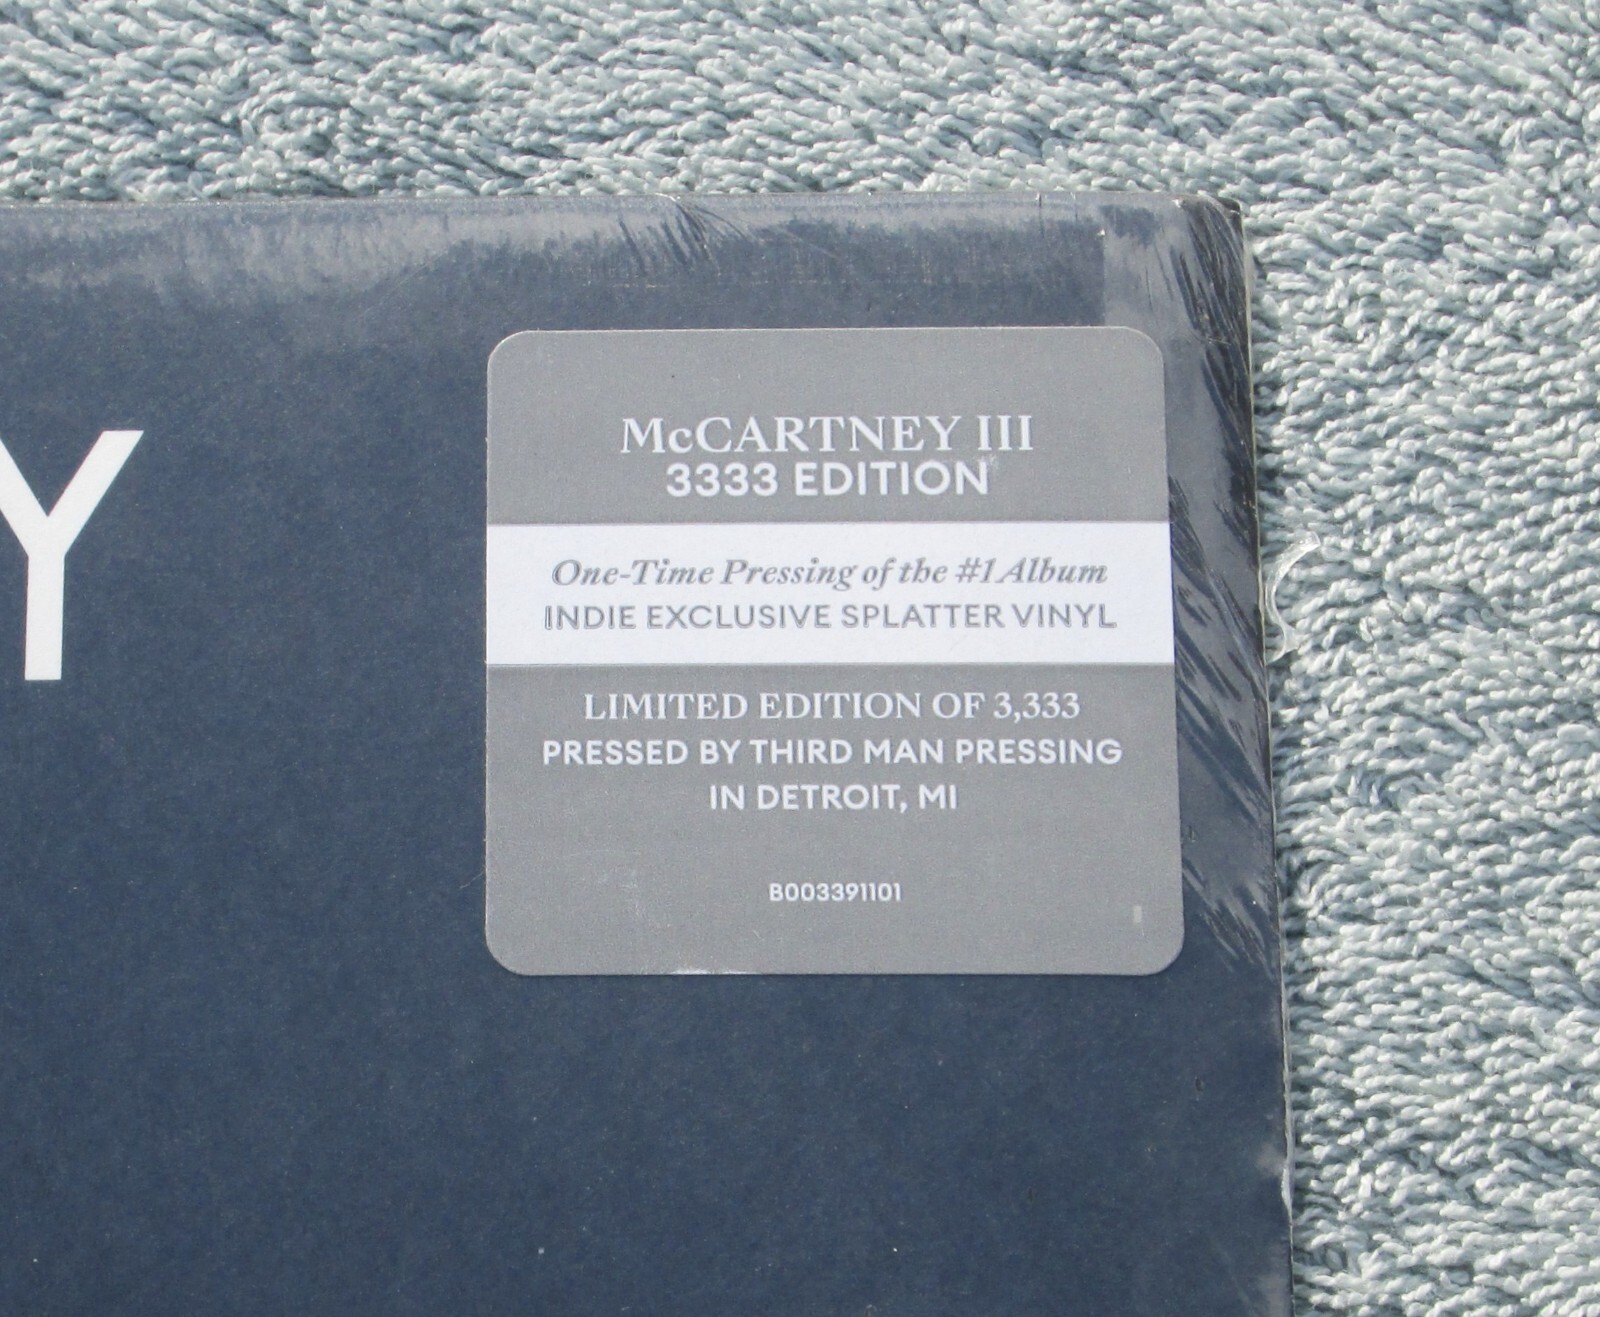 Y
McCARTNEY III
3333 EDITION
One-Time Pressing of the #1 Album
INDIE EXCLUSIVE SPLATTER VINYL
LIMITED EDITION OF 3,333
PRESSED BY THIRD MAN PRESSING
IN DETROIT, MI
B003391101